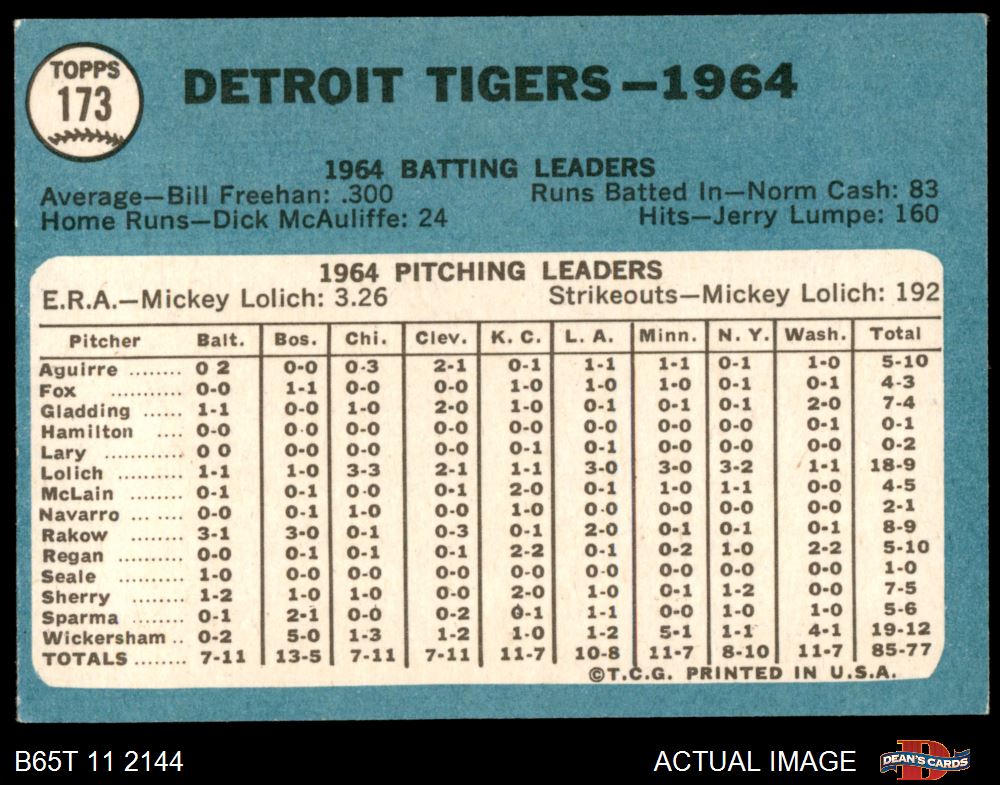 TOPPS
173
DETROIT TIGERS—1964
1964 BATTING LEADERS
Average—Bill Freehan: .300 Runs Batted In—Norm Cash: 83
Home Runs—Dick McAuliffe: 24 Hits—Jerry Lumpe: 160
1964 PITCHING LEADERS
E.R.A.—Mickey Lolich: 3.26 Strikeouts—Mickey Lolich: 192
Pitcher Balt. Bos. Chi. Clev. K. C. L. A. Minn. N. Y. Wash. Total
Aguirre ........ 0 2 0-0 0-3 2-1 0-1 1-1 1-1 0-1 1-0 5-10
Fox .......... 0-0 1-1 0-0 0-0 1-0 1-0 1-0 0-1 0-1 4-3
Gladding ...... 1-1 0-0 1-0 2-0 1-0 0-1 0-1 0-1 2-0 7-4
Hamilton .... 0-0 0-0 0-0 0-0 0-0 0-0 0-0 0-0 0-1 0-1
Lary .......... 0 0 0-0 0-0 0-0 0-1 0-1 0-0 0-0 0-0 0-2
Lolich ........ 1-1 1-0 3-3 2-1 1-1 3-0 3-0 3-2 1-1 18-9
McLain ........ 0-1 0-1 0-0 0-1 2-0 0-1 1-0 1-1 0-0 4-5
Navarro ... .... 0-0 0-1 1-0 0-0 1-0 0-0 0-0 0-0 0-0 2-1
Rakow ......... 3-1 3-0 0-1 0-3 0-1 2-0 0-1 0-1 0-1 8-9
Regan ......... 0-0 0-1 0-1 0-1 2-2 0-1 0-2 1-0 2-2 5-10
Seale ......... 1-0 0-0 0-0 0-0 0-0 0-0 0-0 0-0 0-0 1-0
Sherry ........ 1-2 1-0 1-0 0-0 2-0 1-0 0-1 1-2 0-0 7-5
Sparma ........ 0-1 2-1 0-0 0-2 0-1 1-1 0-0 1-0 1-0 5-6
Wickersham .. 0-2 5-0 1-3 1-2 1-0 1-2 5-1 1-1 4-1 19-12
TOTALS ........ 7-11 13-5 7-11 7-11 11-7 10-8 11-7 8-10 11-7 85-77
©T.C.G. PRINTED IN U.S.A.
B65T 11 2144 ACTUAL IMAGE DEAN'S CARDS